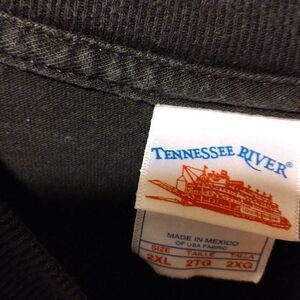 TENNESSEE RIVER®
MADE IN MEXICO
OF USA FABRIC
SIZE TAILLE TALLA
2XL 2TG 2XG